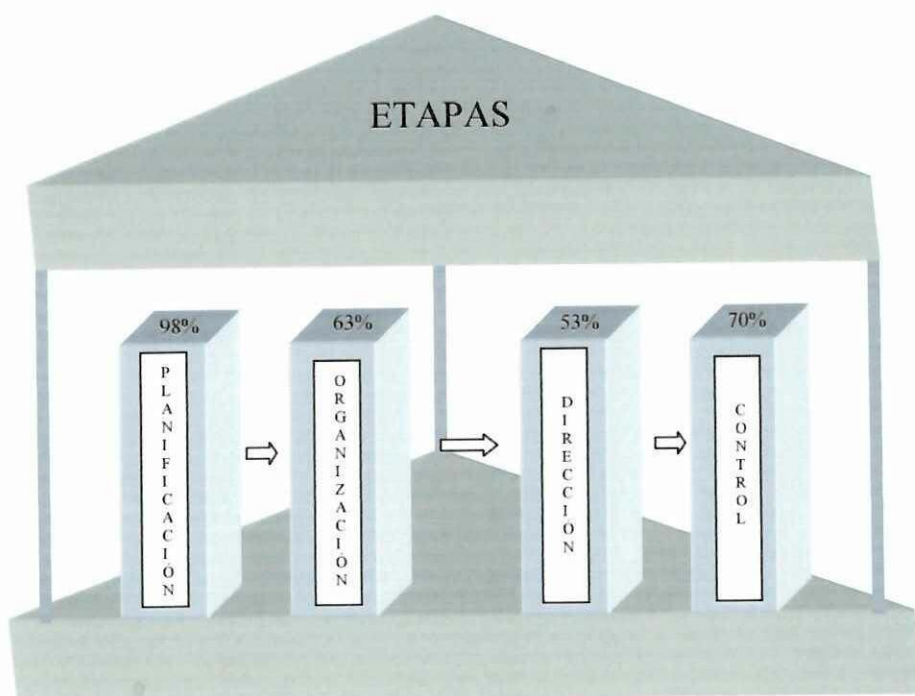 ETAPAS
98%
63%
53%
70%
PLANIFICACIÓN
ORGANIZACIÓN
DIRECCIÓN
CONTROL